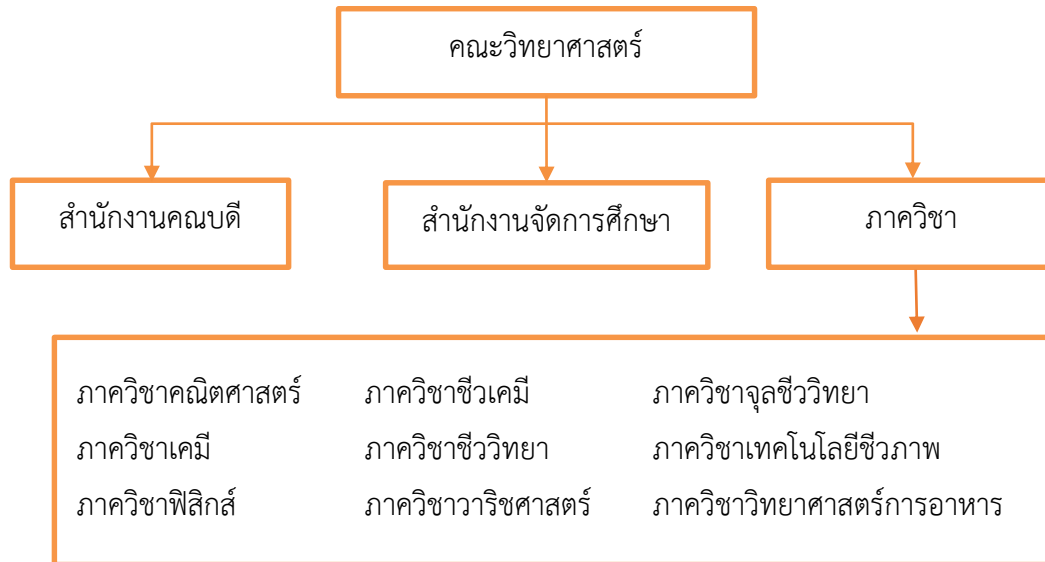 คณะวิทยาศาสตร์
สำนักงานคณบดี
สำนักงานจัดการศึกษา
ภาควิชา
ภาควิชาคณิตศาสตร์ ภาควิชาชีวเคมี ภาควิชาจุลชีววิทยา
ภาควิชาเคมี ภาควิชาชีววิทยา ภาควิชาเทคโนโลยีชีวภาพ
ภาควิชาฟิสิกส์ ภาควิชาวาริชศาสตร์ ภาควิชาวิทยาศาสตร์การอาหาร